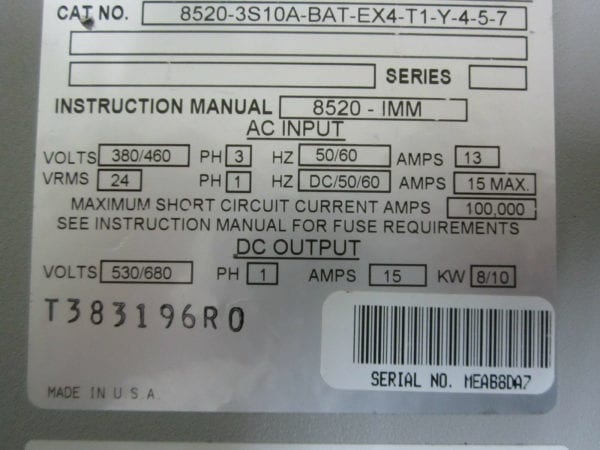 CAT NO. 8520-3S10A-BAT-EX4-T1-Y-4-5-7
SERIES
INSTRUCTION MANUAL 8520 - IMM
AC INPUT
VOLTS 380/460 PH 3 HZ 50/60 AMPS 13
VRMS 24 PH 1 HZ DC/50/60 AMPS 15 MAX.
MAXIMUM SHORT CIRCUIT CURRENT AMPS 100,000
SEE INSTRUCTION MANUAL FOR FUSE REQUIREMENTS
DC OUTPUT
VOLTS 530/680 PH 1 AMPS 15 KW 8/10
T383196R0
SERIAL NO. MEAB8DA7
MADE IN U.S.A.